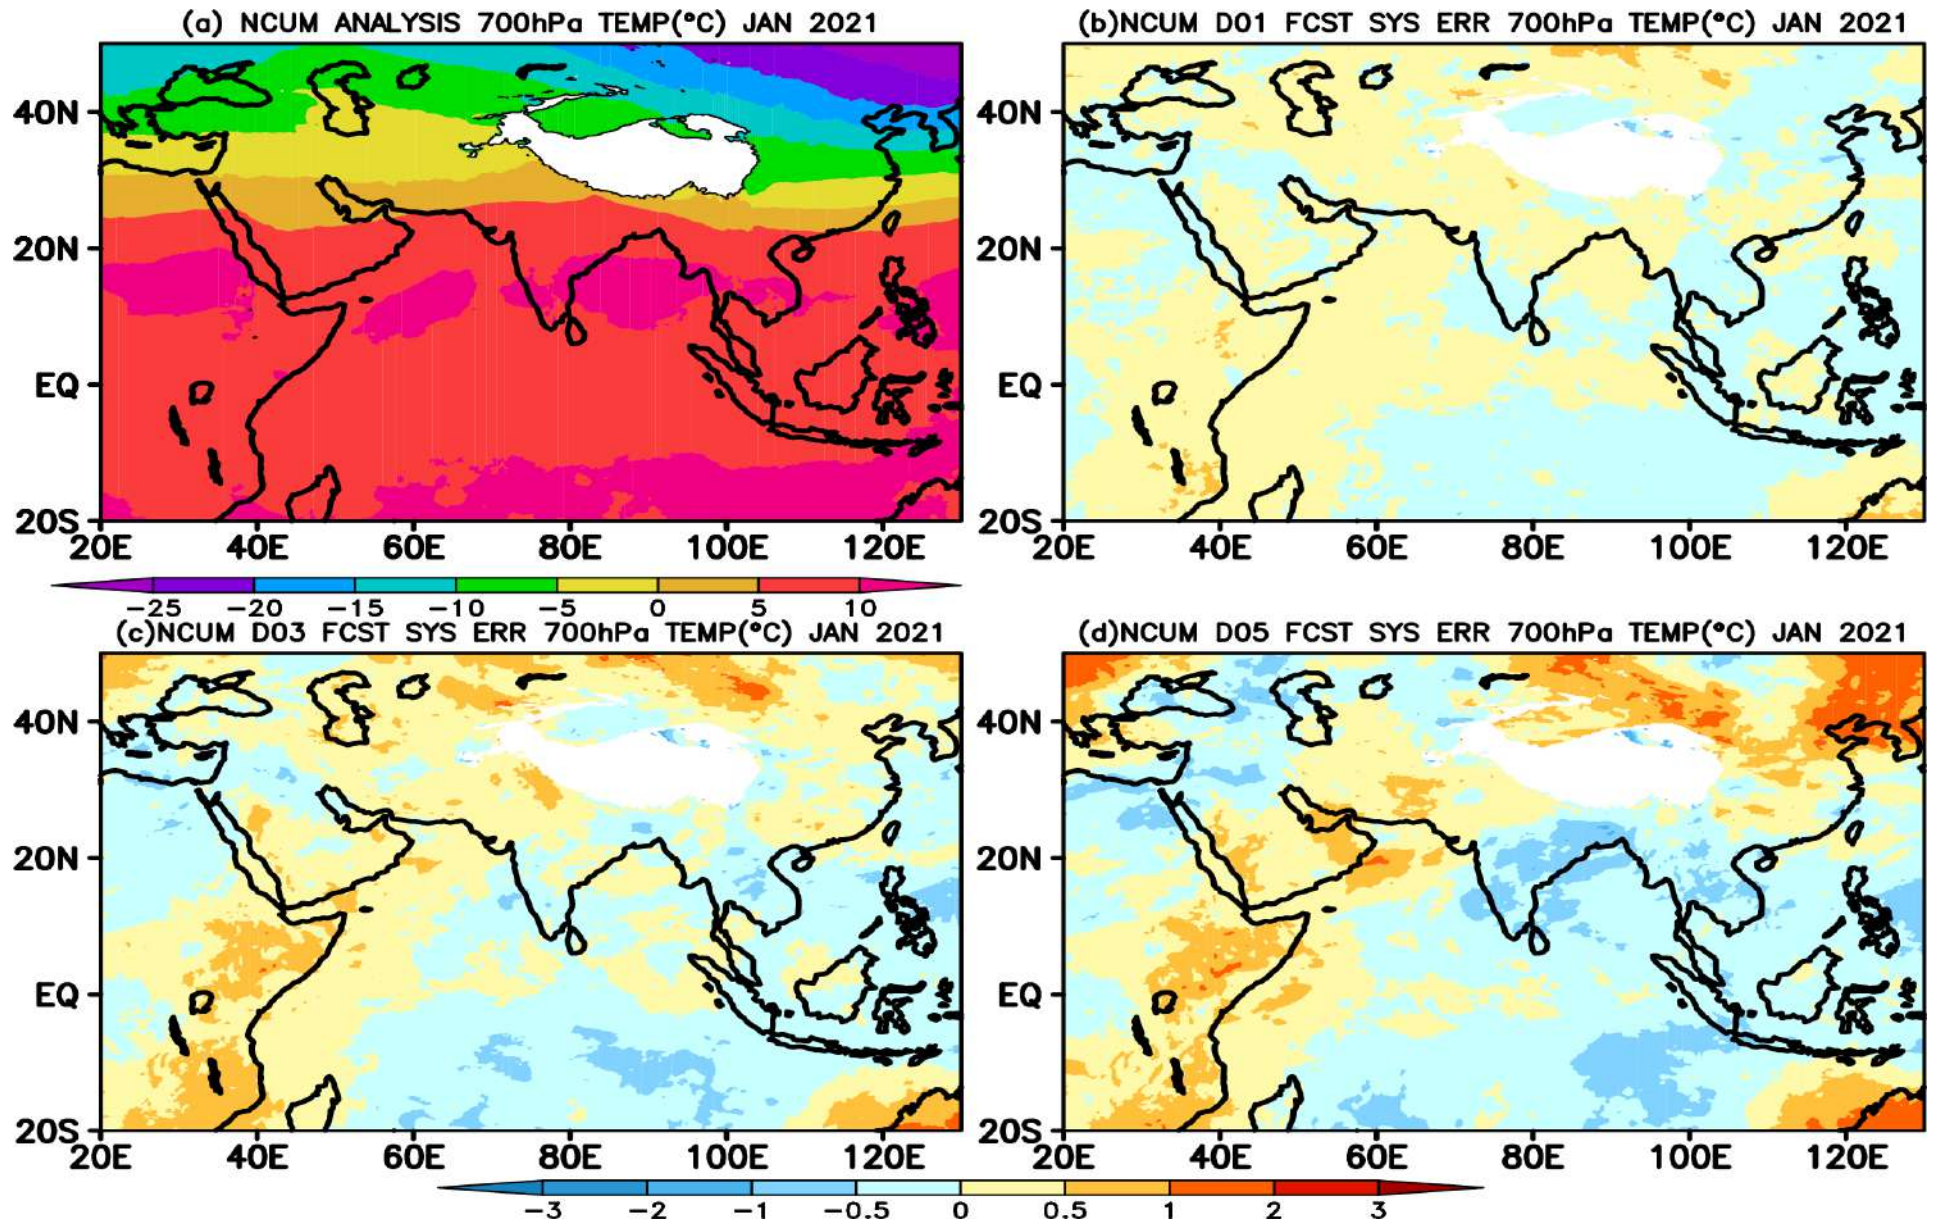 (a) NCUM ANALYSIS 700hPa TEMP(°C) JAN 2021
40N
20N
EQ
20S
20E 40E 60E 80E 100E 120E
−25 −20 −15 −10 −5 0 5 10
(b)NCUM D01 FCST SYS ERR 700hPa TEMP(°C) JAN 2021
40N
20N
EQ
20S
20E 40E 60E 80E 100E 120E
(c)NCUM D03 FCST SYS ERR 700hPa TEMP(°C) JAN 2021
40N
20N
EQ
20S
20E 40E 60E 80E 100E 120E
(d)NCUM D05 FCST SYS ERR 700hPa TEMP(°C) JAN 2021
40N
20N
EQ
20S
20E 40E 60E 80E 100E 120E
−3 −2 −1 −0.5 0 0.5 1 2 3